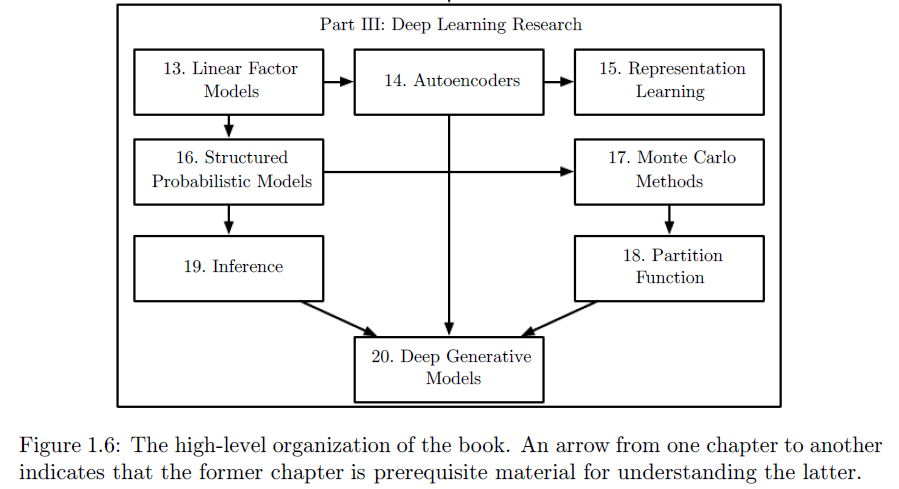 Part III: Deep Learning Research
13. Linear Factor
Models
14. Autoencoders
15. Representation
Learning
16. Structured
Probabilistic Models
17. Monte Carlo
Methods
19. Inference
18. Partition
Function
20. Deep Generative
Models
Figure 1.6: The high-level organization of the book. An arrow from one chapter to another
indicates that the former chapter is prerequisite material for understanding the latter.